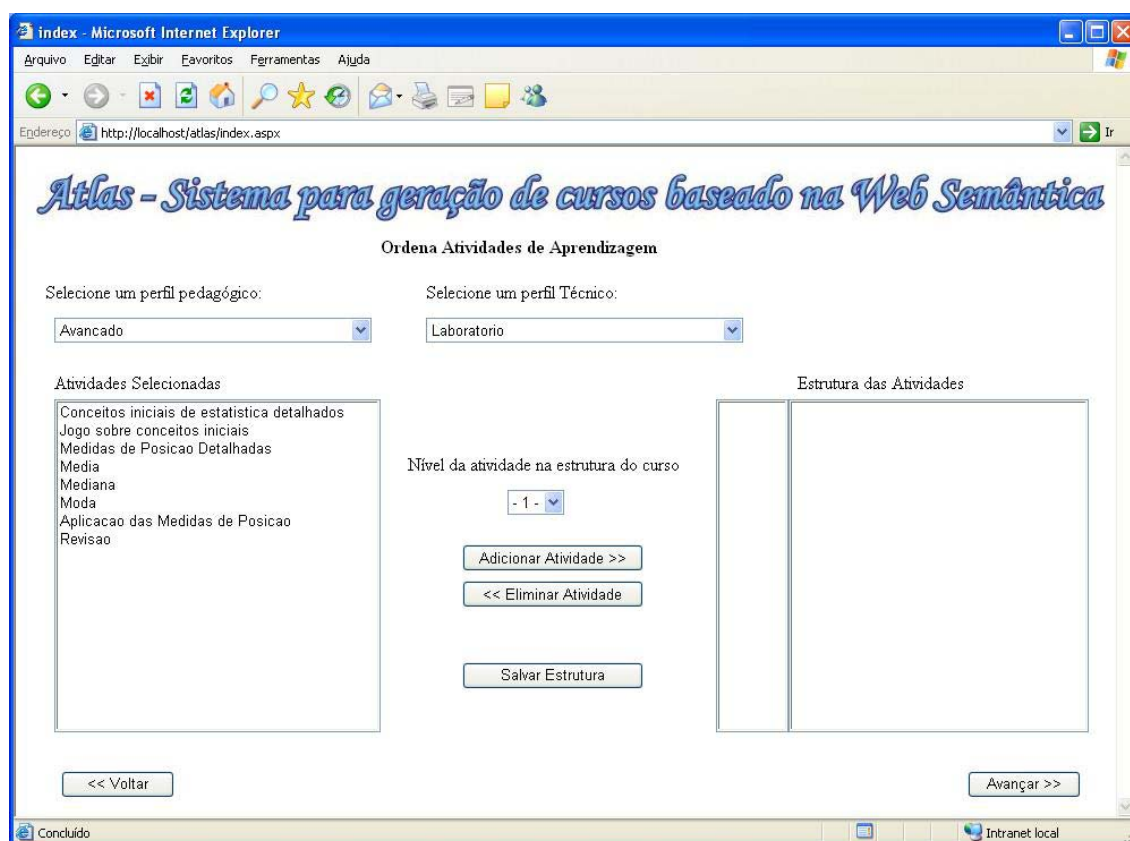 index - Microsoft Internet Explorer
Arquivo Editar Exibir Favoritos Ferramentas Ajuda
Endereço http://localhost/atlas/index.aspx Ir
Atlas - Sistema para geração de cursos baseado na Web Semântica
Ordena Atividades de Aprendizagem
Selecione um perfil pedagógico: Selecione um perfil Técnico:
Avancado Laboratorio
Atividades Selecionadas Estrutura das Atividades
Conceitos iniciais de estatistica detalhados
Jogo sobre conceitos iniciais
Medidas de Posicao Detalhadas
Media
Mediana
Moda
Aplicacao das Medidas de Posicao
Revisao
Nível da atividade na estrutura do curso
- 1 -
Adicionar Atividade >>
<< Eliminar Atividade
Salvar Estrutura
<< Voltar Avançar >>
Concluído Intranet local